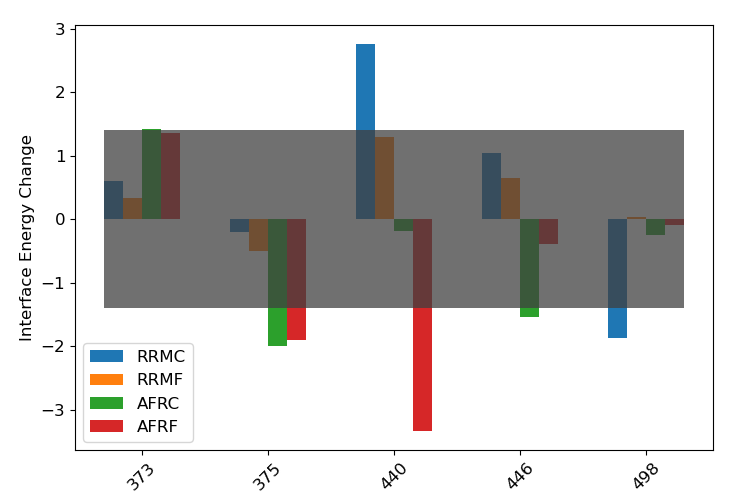 Interface Energy Change
3
2
1
0
−1
−2
−3
RRMC
RRMF
AFRC
AFRF
373
375
440
446
498